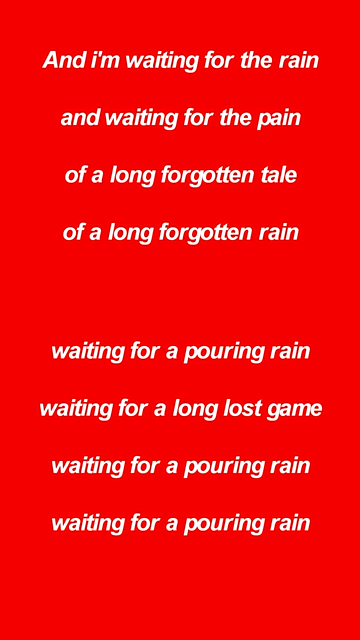 And i'm waiting for the rain
and waiting for the pain
of a long forgotten tale
of a long forgotten rain
waiting for a pouring rain
waiting for a long lost game
waiting for a pouring rain
waiting for a pouring rain